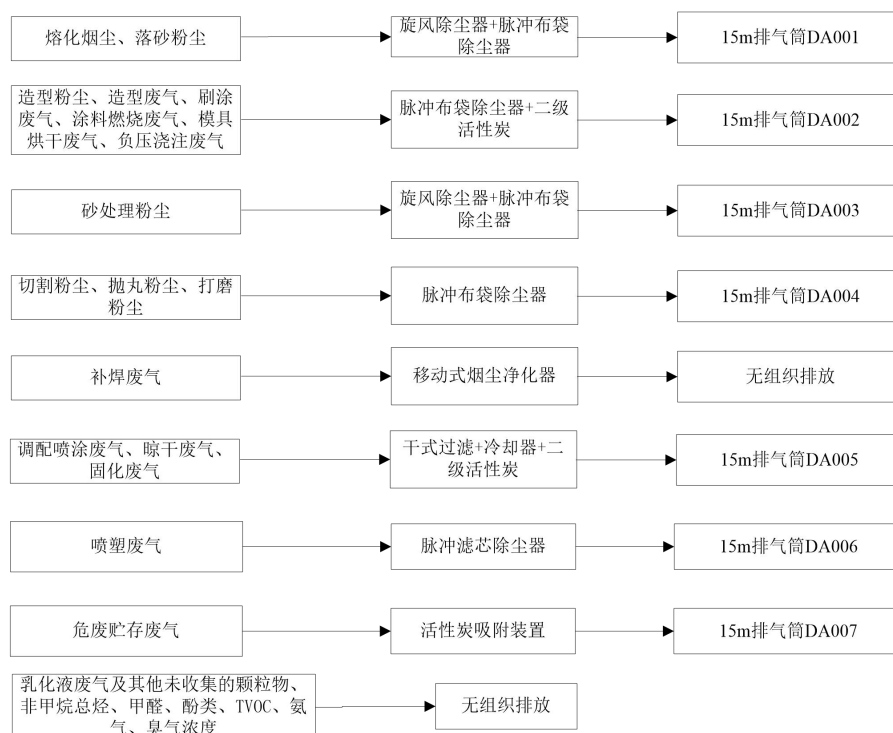 熔化烟尘、落砂粉尘
旋风除尘器+脉冲布袋
除尘器
15m排气筒DA001
造型粉尘、造型废气、刷涂
废气、涂料燃烧废气、模具
烘干废气、负压浇注废气
脉冲布袋除尘器+二级
活性炭
15m排气筒DA002
砂处理粉尘
旋风除尘器+脉冲布袋
除尘器
15m排气筒DA003
切割粉尘、抛丸粉尘、打磨
粉尘
脉冲布袋除尘器
15m排气筒DA004
补焊废气
移动式烟尘净化器
无组织排放
调配喷涂废气、晾干废气、
固化废气
干式过滤+冷却器+二
级活性炭
15m排气筒DA005
喷塑废气
脉冲滤芯除尘器
15m排气筒DA006
危废贮存废气
活性炭吸附装置
15m排气筒DA007
乳化液废气及其他未收集的颗粒物、
非甲烷总烃、甲醛、酚类、TVOC、氨
气、臭气浓度
无组织排放